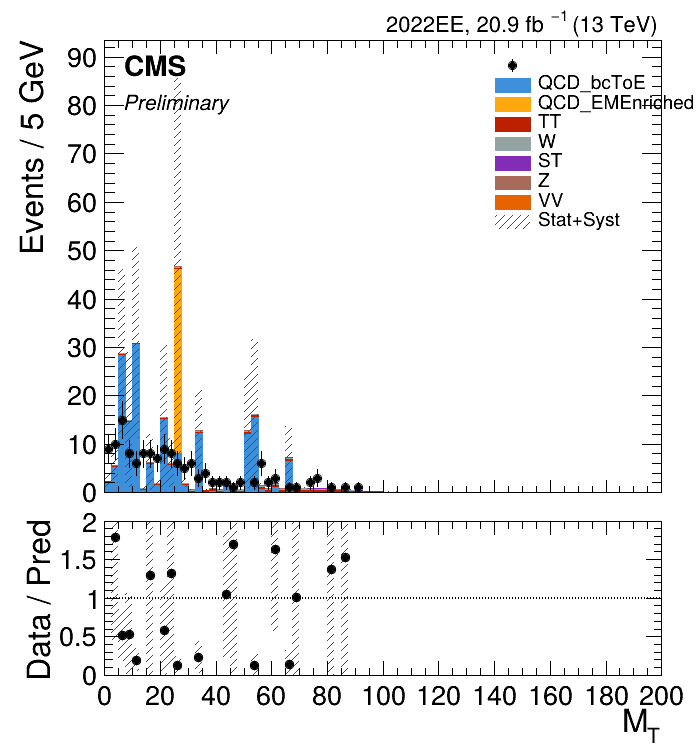 2022EE, 20.9 fb⁻¹ (13 TeV)
CMS
Preliminary
QCD_bcToE
QCD_EMEnriched
TT
W
ST
Z
VV
Stat+Syst
Events / 5 GeV
90
80
70
60
50
40
30
20
10
0
Data / Pred
2
1.5
1
0.5
0
0 20 40 60 80 100 120 140 160 180 200
M_T